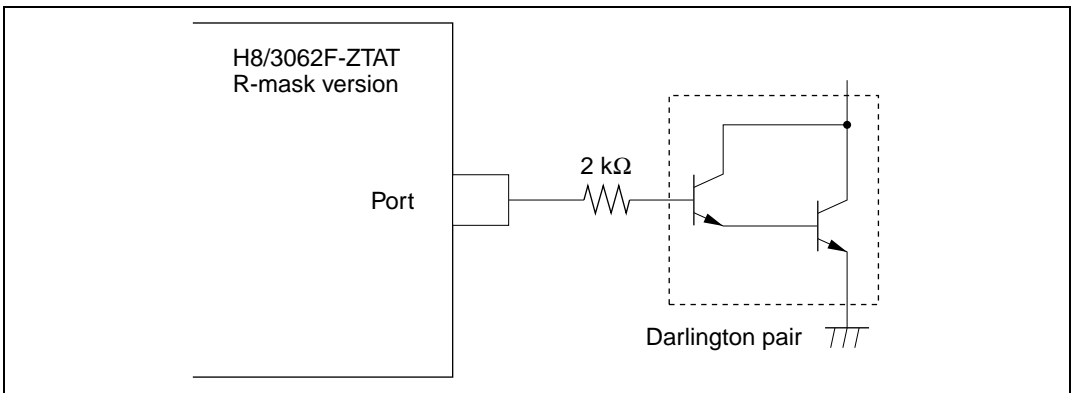 H8/3062F-ZTAT
R-mask version
Port
2 kΩ
Darlington pair